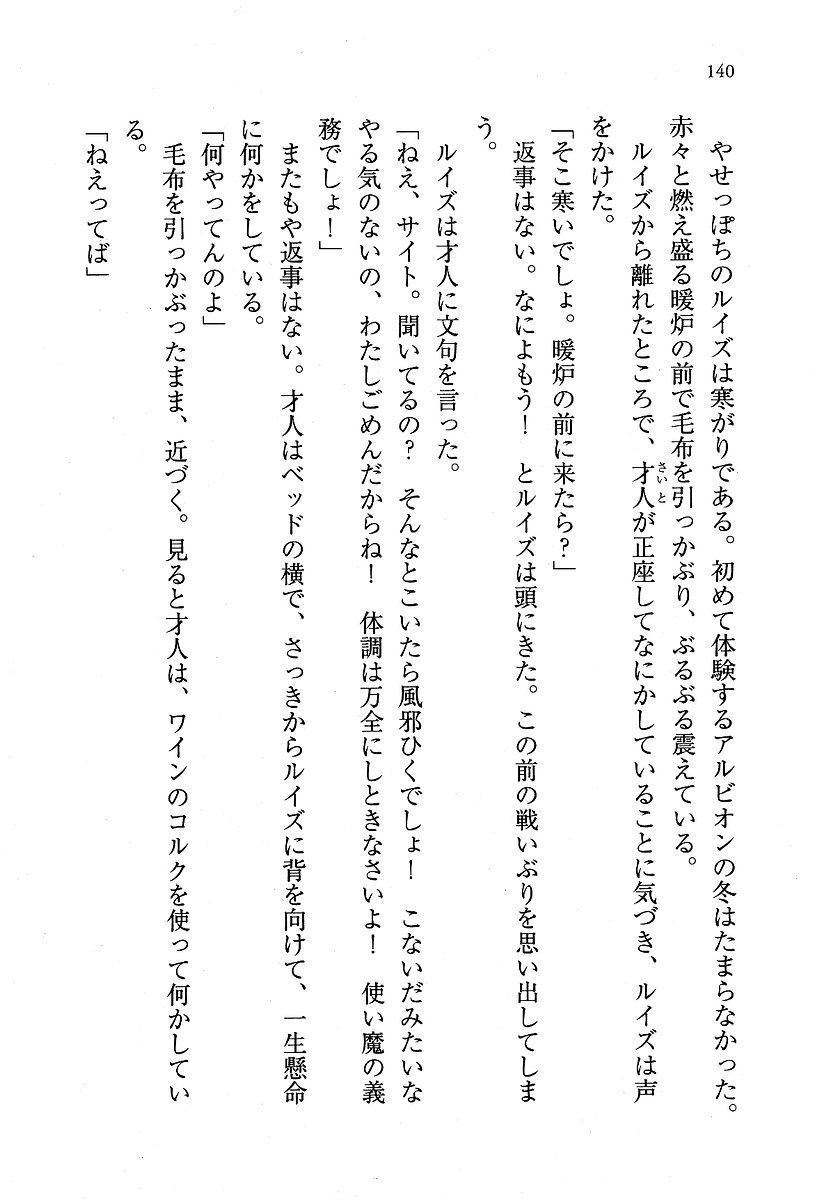 140
やせっぽちのルイズは寒がりである。初めて体験するアルビオンの冬はたまらなかった。
赤々と燃え盛る暖炉の前で毛布を引っかぶり、ぶるぶる震えている。
ルイズから離れたところで、才人が正座してなにかしていることに気づき、ルイズは声
さいと
をかけた。
「そこ寒いでしょ。暖炉の前に来たら?」
返事はない。なによもう!　とルイズは頭にきた。この前の戦いぶりを思い出してしま
う。
ルイズは才人に文句を言った。
「ねえ、サイト。聞いてるの?　そんなとこいたら風邪ひくでしょ!　こないだみたいな
やる気のないの、わたしごめんだからね!　体調は万全にしときなさいよ!　使い魔の義
務でしょ!」
またもや返事はない。才人はベッドの横で、さっきからルイズに背を向けて、一生懸命
に何かをしている。
「何やってんのよ」
毛布を引っかぶったまま、近づく。見ると才人は、ワインのコルクを使って何かしてい
る。
「ねえってば」